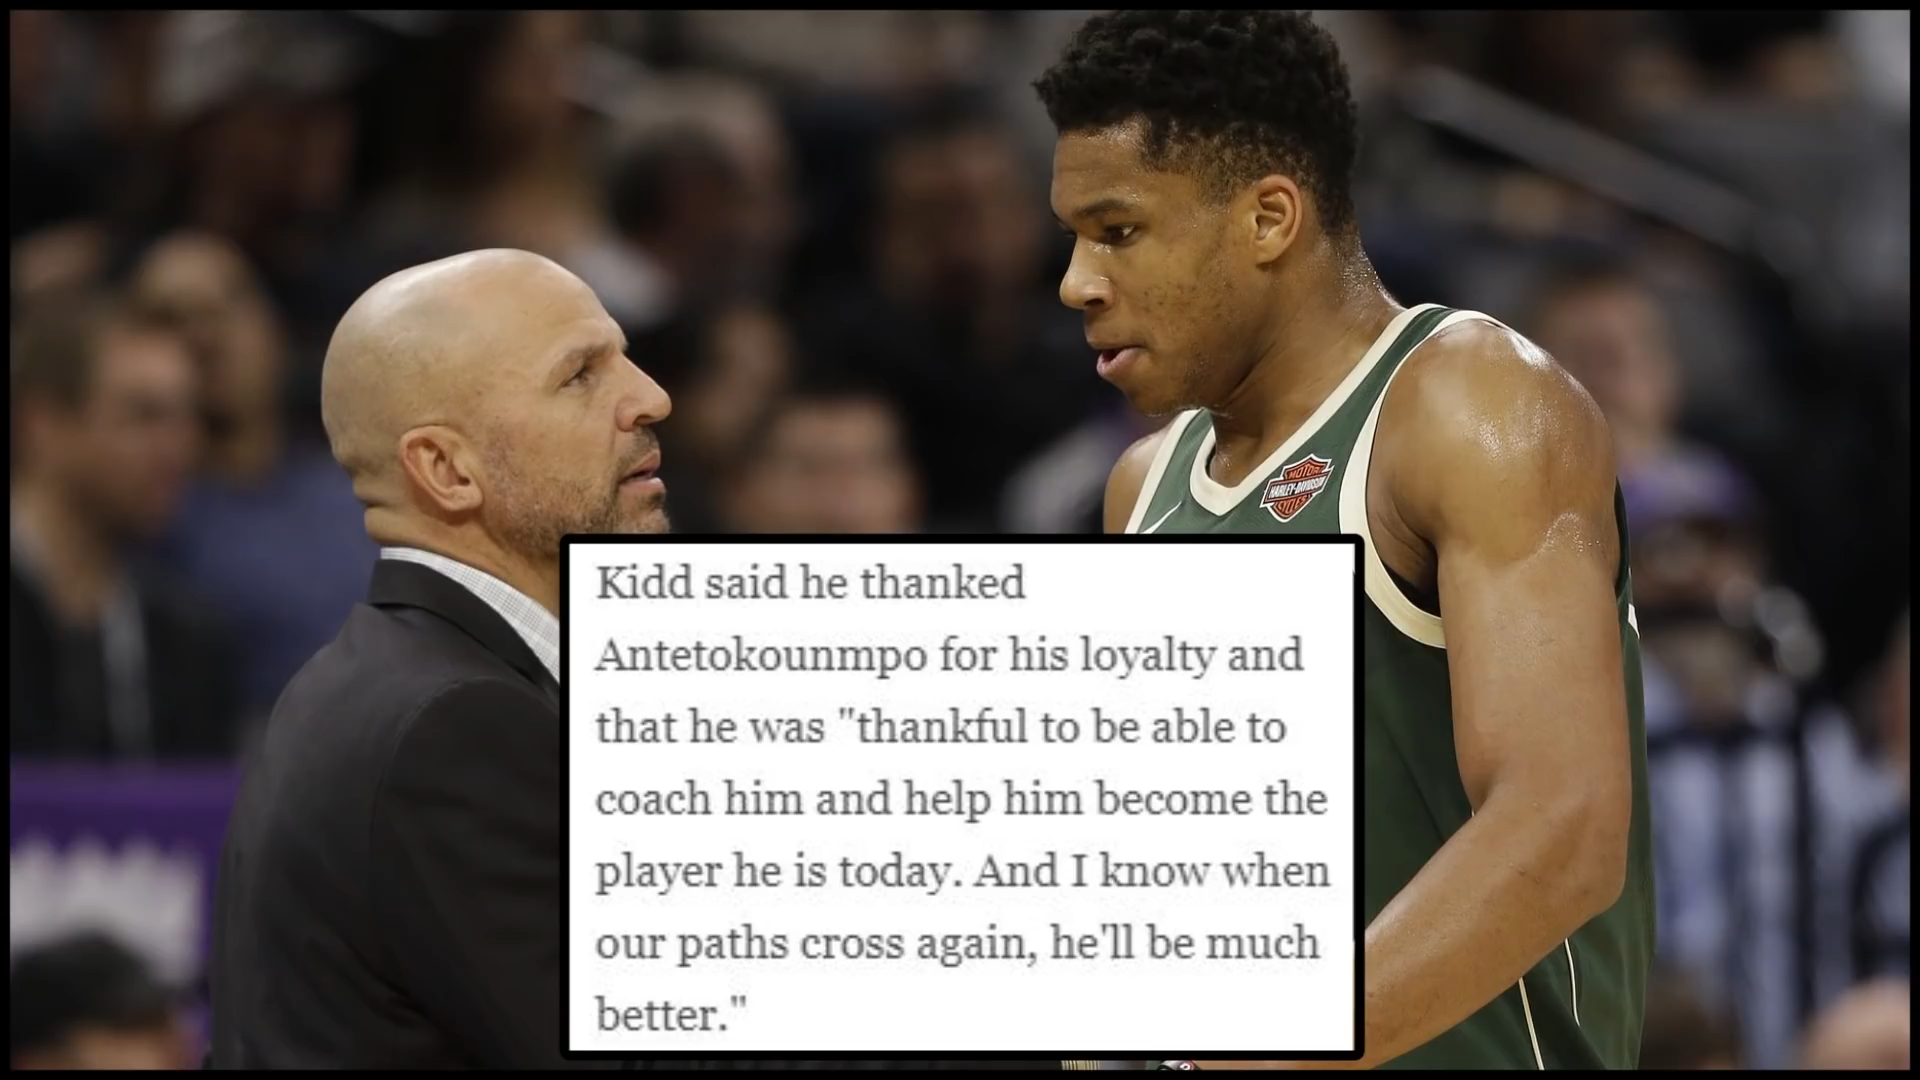 MOTOR
HARLEY-DAVIDSON
CYCLES
Kidd said he thanked
Antetokounmpo for his loyalty and
that he was "thankful to be able to
coach him and help him become the
player he is today. And I know when
our paths cross again, he'll be much
better."